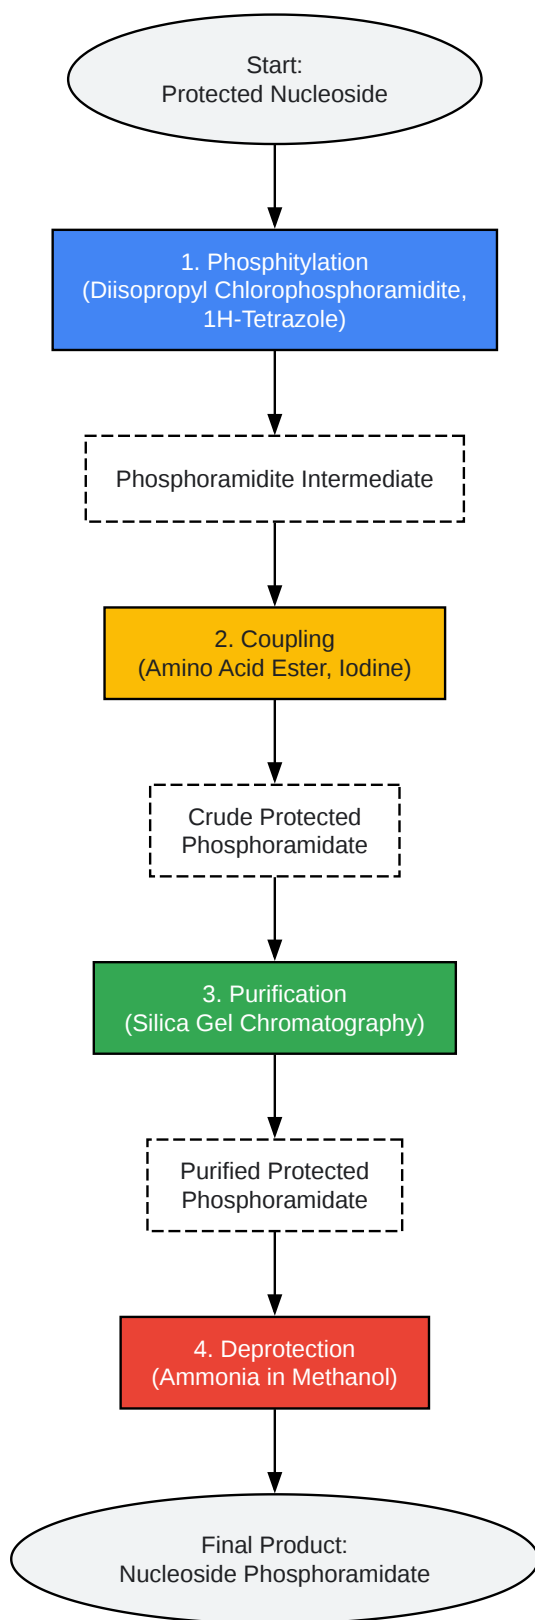 Start:
Protected Nucleoside
1. Phosphitylation
(Diisopropyl Chlorophosphoramidite,
1H-Tetrazole)
Phosphoramidite Intermediate
2. Coupling
(Amino Acid Ester, Iodine)
Crude Protected
Phosphoramidate
3. Purification
(Silica Gel Chromatography)
Purified Protected
Phosphoramidate
4. Deprotection
(Ammonia in Methanol)
Final Product:
Nucleoside Phosphoramidate